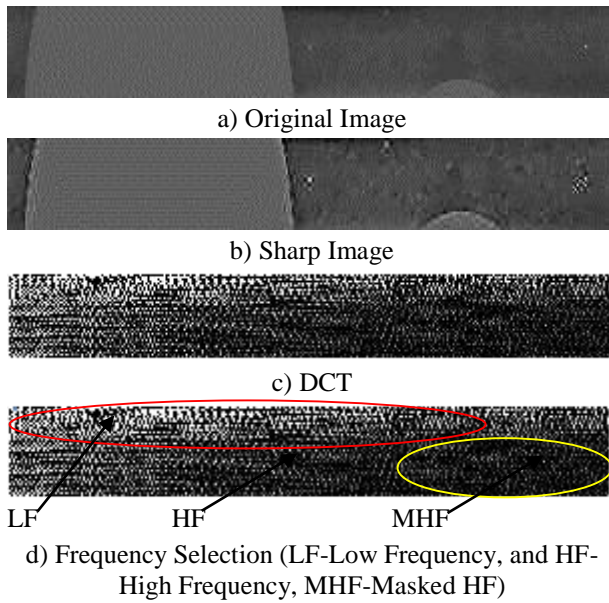 a) Original Image
b) Sharp Image
c) DCT
LF HF MHF
d) Frequency Selection (LF-Low Frequency, and HF-
High Frequency, MHF-Masked HF)